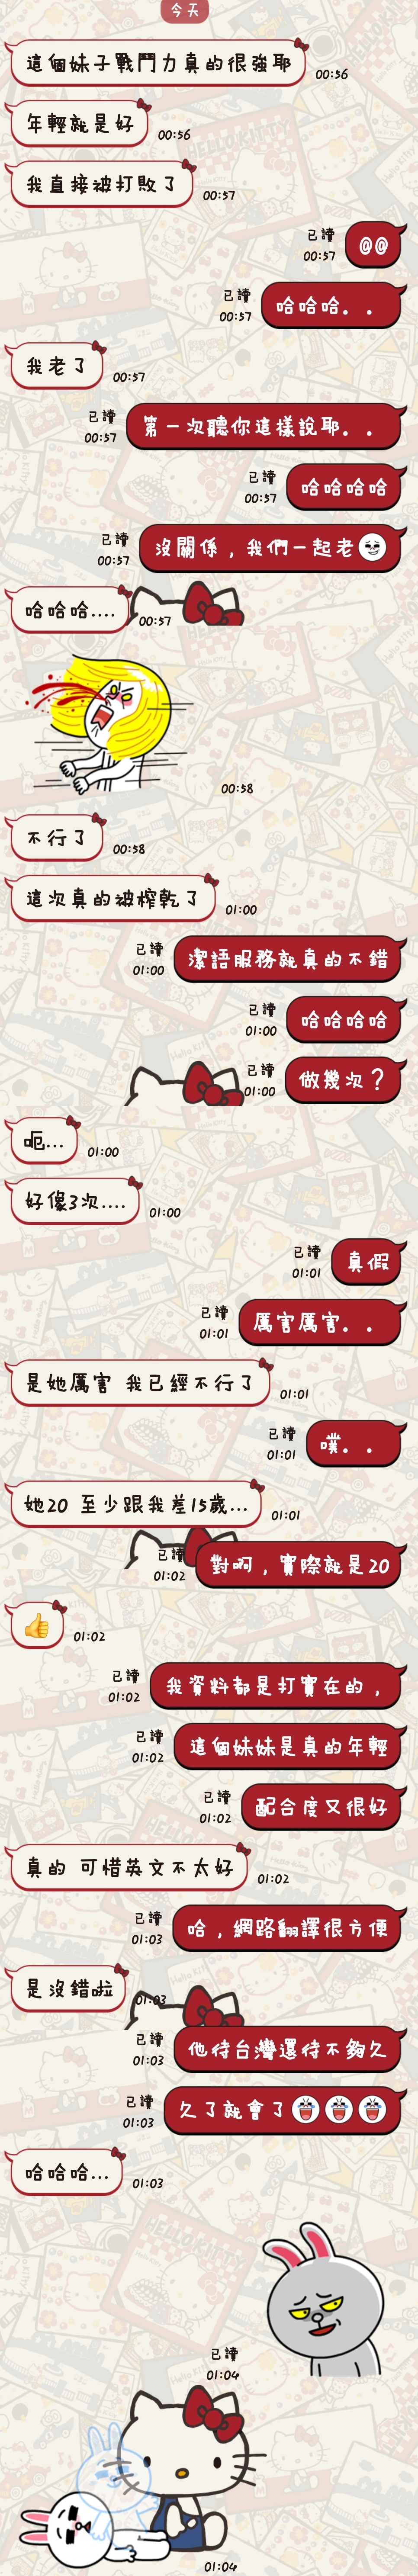 今天
這個妹子戰鬥力真的很強耶
00:56
年輕就是好
00:56
我直接被打敗了
00:57
已讀
00:57
@@
已讀
00:57
哈哈哈．．
我老了
00:57
已讀
00:57
第一次聽你這樣說耶．．
已讀
00:57
哈哈哈哈
已讀
00:57
沒關係，我們一起老
哈哈哈....
00:57
00:58
不行了
00:58
這次真的被榨乾了
01:00
已讀
01:00
潔語服務就真的不錯
已讀
01:00
哈哈哈哈
已讀
01:00
做幾次？
呃...
01:00
好像3次....
01:00
已讀
01:01
真假
已讀
01:01
厲害厲害．．
是她厲害 我已經不行了
01:01
已讀
01:01
噗．．
她20 至少跟我差15歲...
01:01
已讀
01:02
對啊，實際就是20
01:02
已讀
01:02
我資料都是打實在的，
已讀
01:02
這個妹妹是真的年輕
已讀
01:02
配合度又很好
真的 可惜英文不太好
01:02
已讀
01:03
哈，網路翻譯很方便
是沒錯啦
01:03
已讀
01:03
他待台灣還待不夠久
已讀
01:03
久了就會了
哈哈哈...
01:03
已讀
01:04
01:04